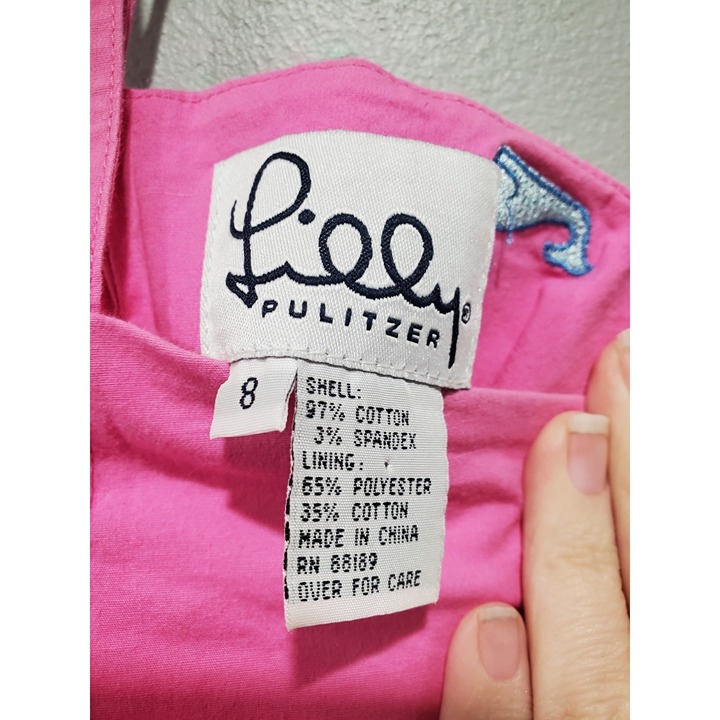 Lilly®
PULITZER
8
SHELL:
97% COTTON
3% SPANDEX
LINING:
65% POLYESTER
35% COTTON
MADE IN CHINA
RN 88189
OVER FOR CARE